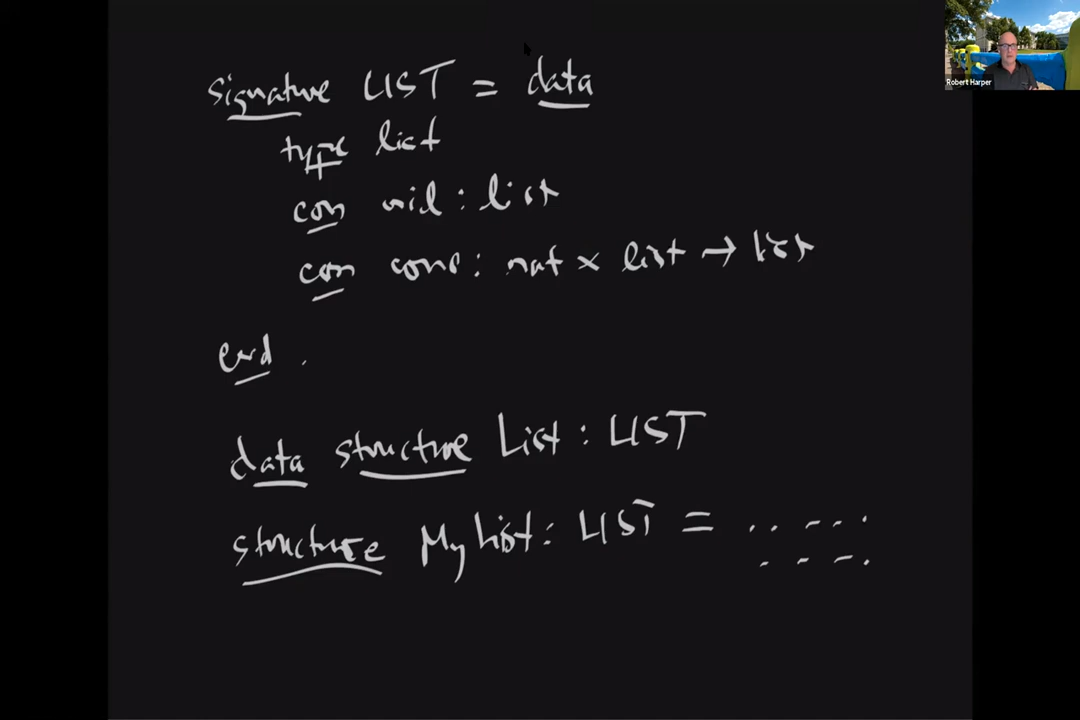 signature LIST = data
type list
con nil : list
con cons : nat × list → list
end .
data structure List : LIST
structure MyList : LIST = .. --..
. - - .
Robert Harper